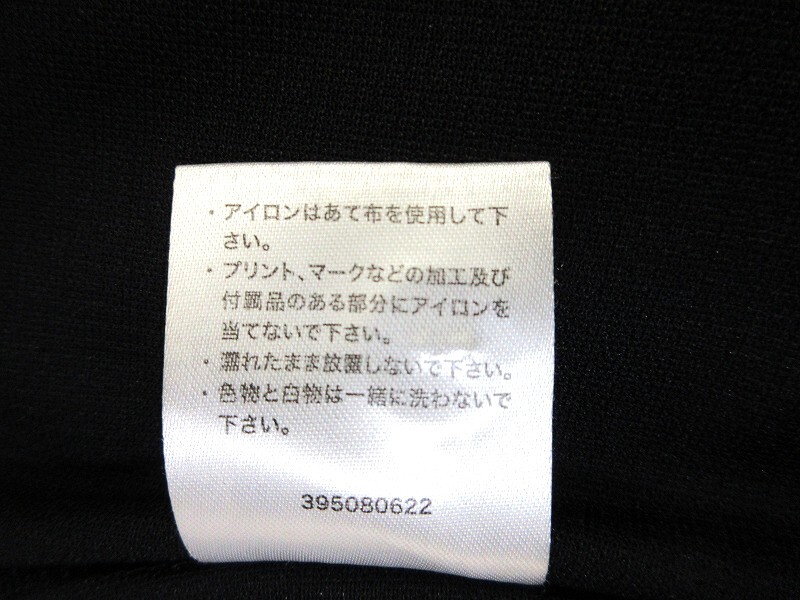 ・アイロンはあて布を使用して下
さい。
・プリント、マークなどの加工及び
付属品のある部分にアイロンを
当てないで下さい。
・濡れたまま放置しないで下さい。
・色物と白物は一緒に洗わないで
下さい。
395080622